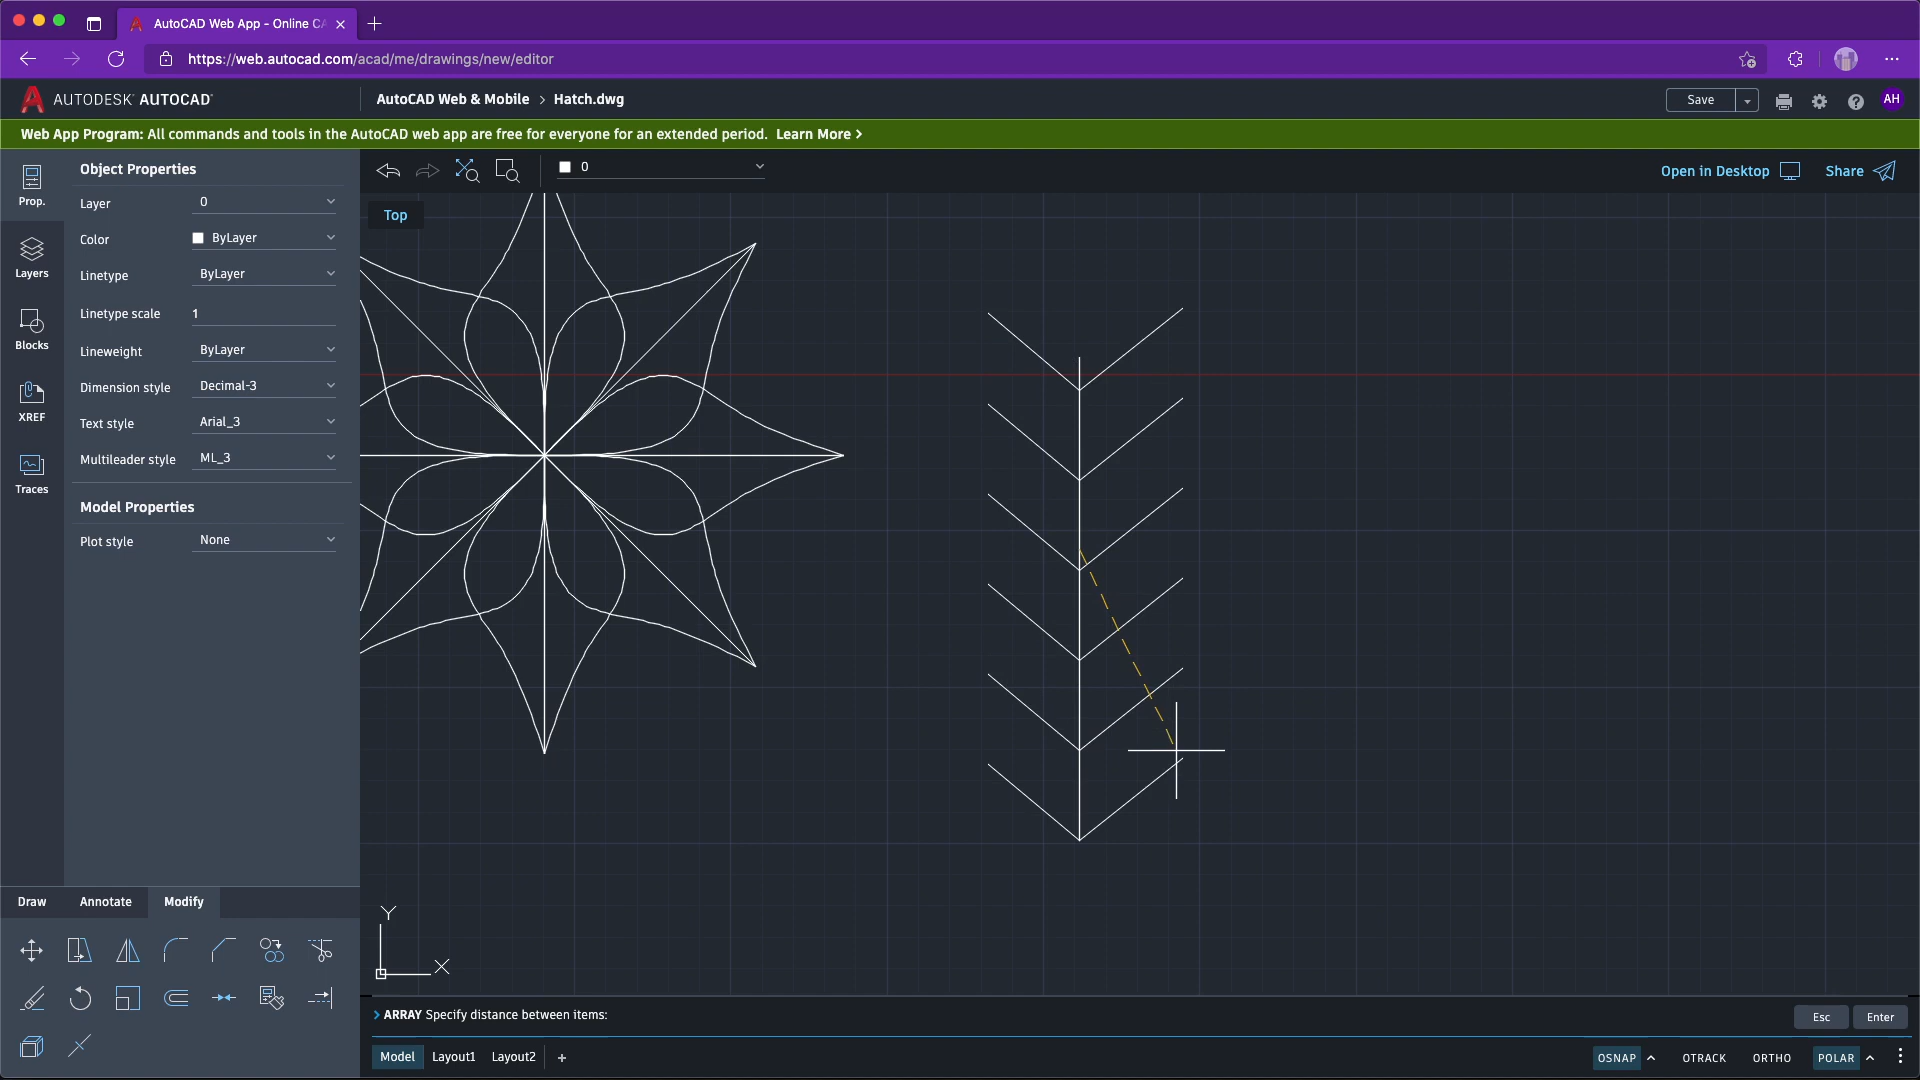 AutoCAD Web App - Online CA
https://web.autocad.com/acad/me/drawings/new/editor
AUTODESK AUTOCAD
AutoCAD Web & Mobile > Hatch.dwg
Save
AH
Web App Program: All commands and tools in the AutoCAD web app are free for everyone for an extended period. Learn More >
Prop.
Layers
Blocks
XREF
Traces
Object Properties
Layer 0
Color ByLayer
Linetype ByLayer
Linetype scale 1
Lineweight ByLayer
Dimension style Decimal-3
Text style Arial_3
Multileader style ML_3
Model Properties
Plot style None
0
Open in Desktop
Share
Top
Y
X
Draw Annotate Modify
> ARRAY Specify distance between items:
Esc Enter
Model Layout1 Layout2 +
OSNAP OTRACK ORTHO POLAR